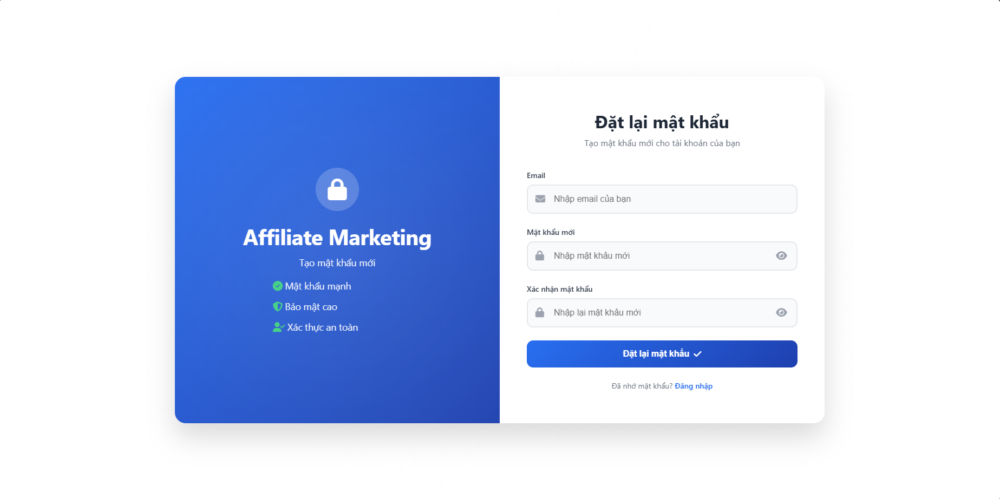 Affiliate Marketing
Tạo mật khẩu mới
Mật khẩu mạnh
Bảo mật cao
Xác thực an toàn
Đặt lại mật khẩu
Tạo mật khẩu mới cho tài khoản của bạn
Email
Nhập email của bạn
Mật khẩu mới
Nhập mật khẩu mới
Xác nhận mật khẩu
Nhập lại mật khẩu mới
Đặt lại mật khẩu
Đã nhớ mật khẩu? Đăng nhập